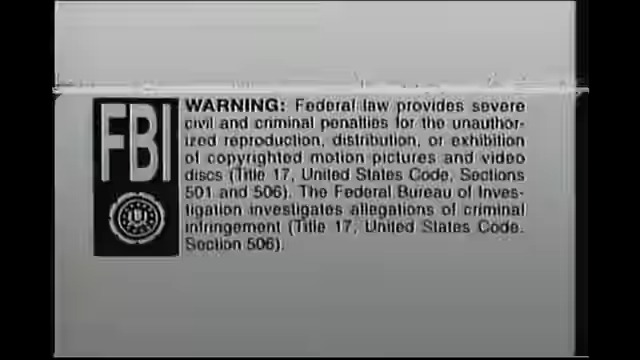 FBI
WARNING: Federal law provides severe
civil and criminal penalties for the unauthor-
ized reproduction, distribution, or exhibition
of copyrighted motion pictures and video
discs (Title 17, United States Code, Sections
501 and 506). The Federal Bureau of Inves-
tigation investigates allegations of criminal
infringement (Title 17, United States Code,
Section 506).